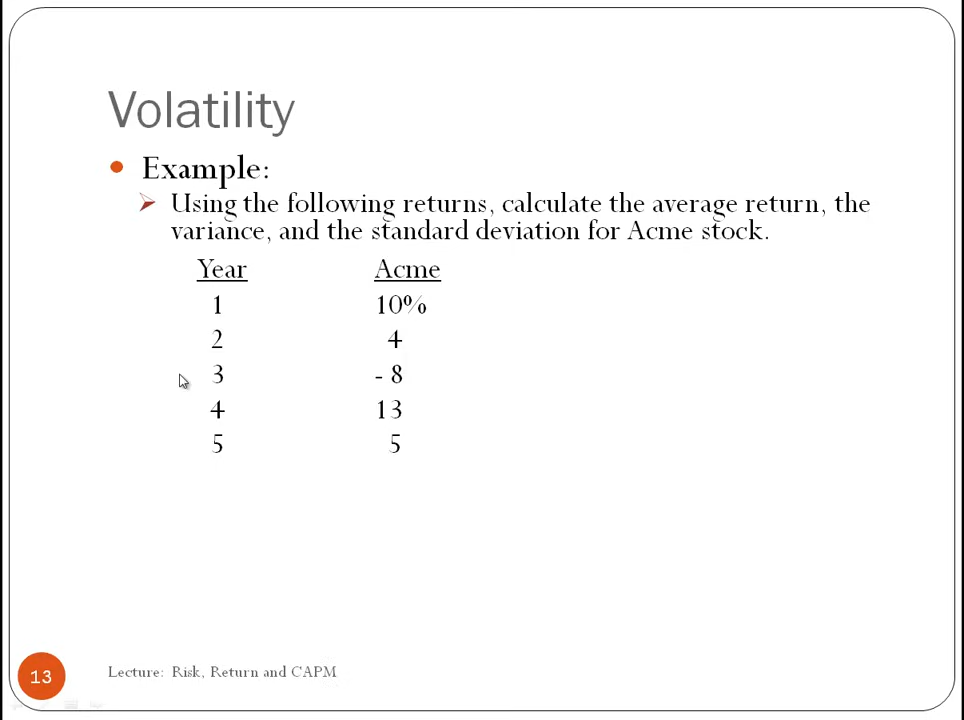 Volatility
Example:
Using the following returns, calculate the average return, the
variance, and the standard deviation for Acme stock.
Year Acme
1 10%
2 4
3 - 8
4 13
5 5
13 Lecture: Risk, Return and CAPM